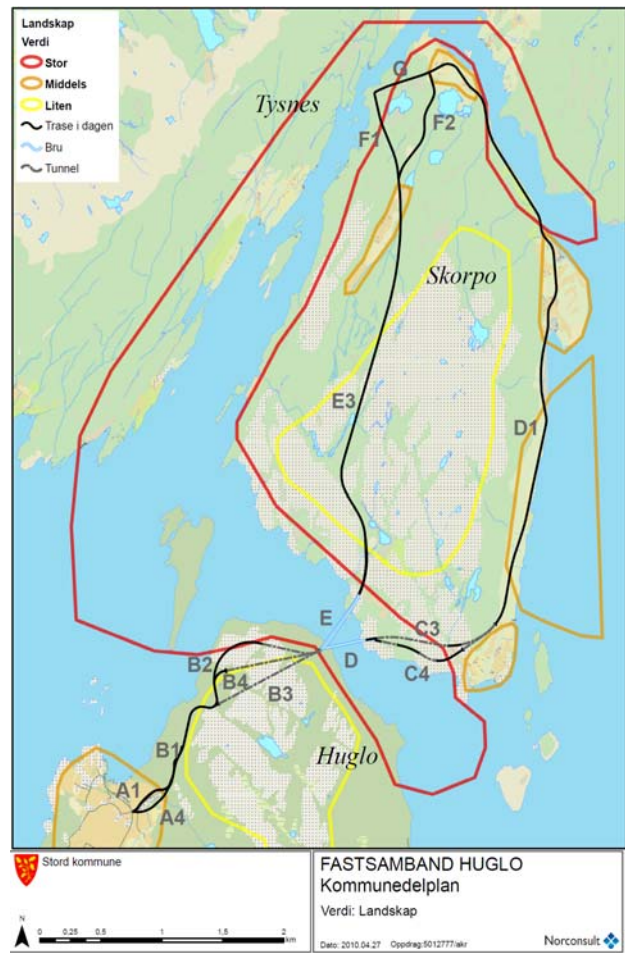 Landskap
Verdi
Stor
Middels
Liten
Trase i dagen
Bru
Tunnel
Tysnes
G
F1
F2
Skorpo
E3
D1
E
C3
D
C4
B2
B4
B3
B1
Huglo
A1
A4
Stord kommune
N
0 0,25 0,5 1 1,5 2
km
FASTSAMBAND HUGLO
Kommunedelplan
Verdi: Landskap
Dato: 2010.04.27 Oppdrag:5012777/akr
Norconsult